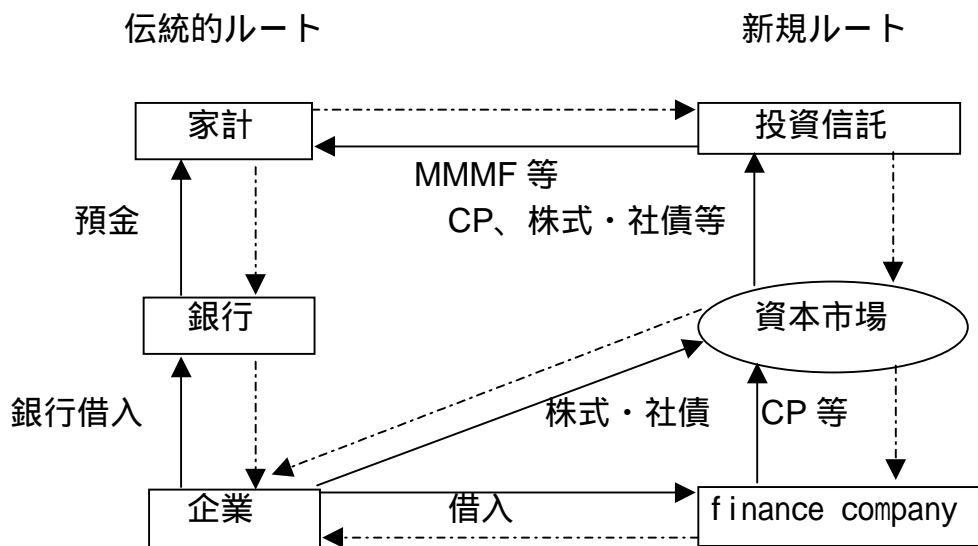 伝統的ルート
新規ルート
家計
投資信託
MMMF 等
預金
CP、株式・社債等
銀行
資本市場
銀行借入
株式・社債
CP 等
企業
借入
finance company